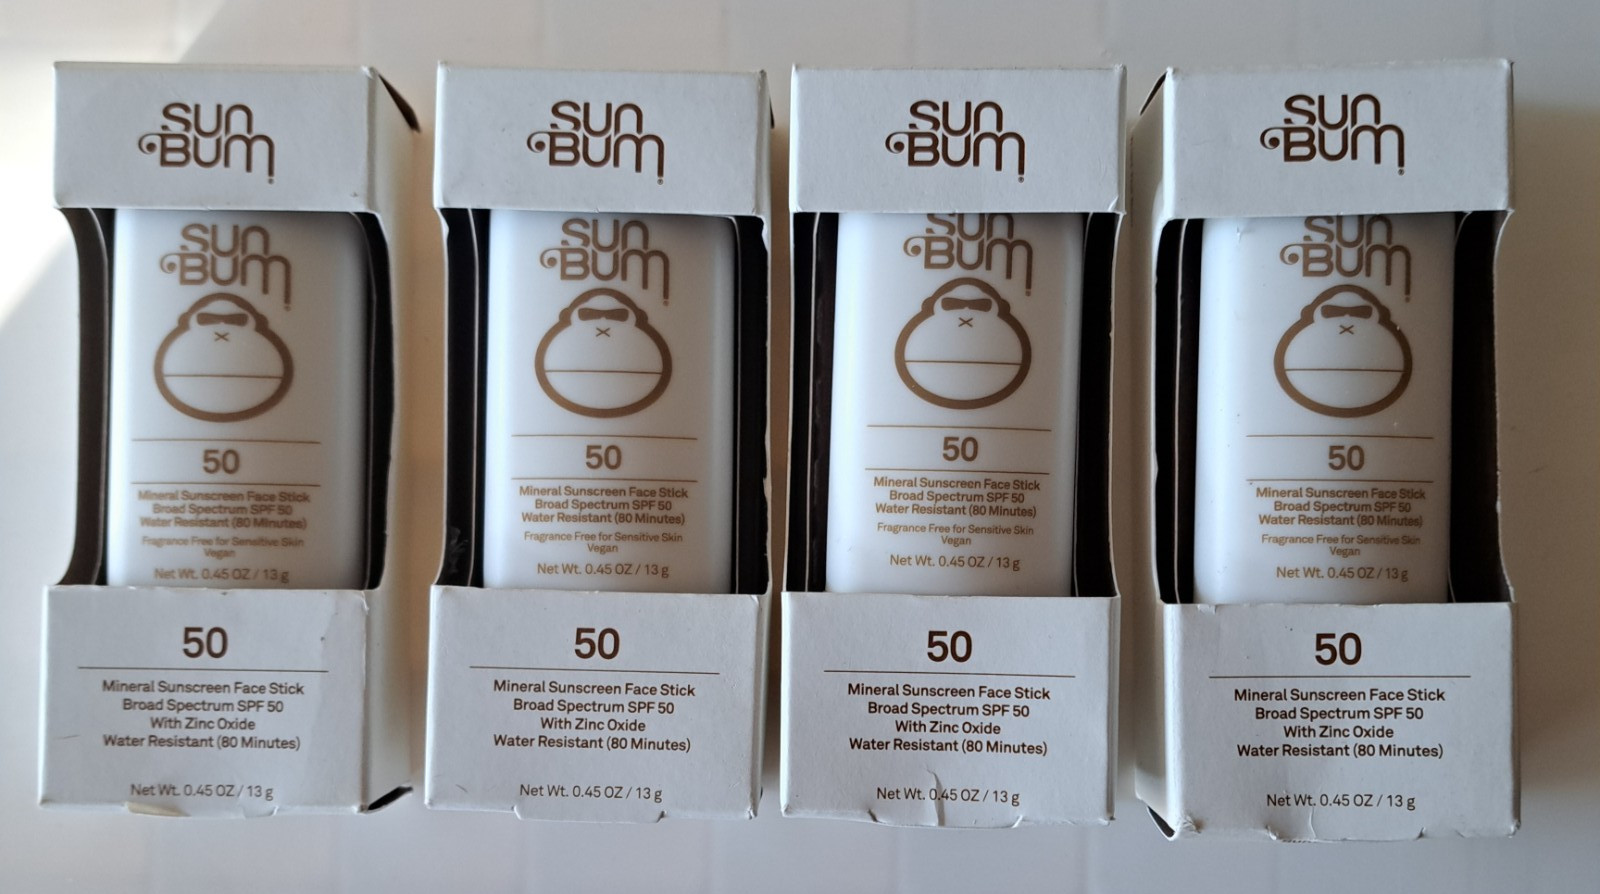 SUN
BUM
SUN
BUM
50
Mineral Sunscreen Face Stick
Broad Spectrum SPF 50
Water Resistant (80 Minutes)
Fragrance Free for Sensitive Skin
Vegan
Net Wt. 0.45 OZ / 13 g
50
Mineral Sunscreen Face Stick
Broad Spectrum SPF 50
With Zinc Oxide
Water Resistant (80 Minutes)
Net Wt. 0.45 OZ / 13 g
SUN
BUM
SUN
BUM
50
Mineral Sunscreen Face Stick
Broad Spectrum SPF 50
Water Resistant (80 Minutes)
Fragrance Free for Sensitive Skin
Vegan
Net Wt. 0.45 OZ / 13 g
50
Mineral Sunscreen Face Stick
Broad Spectrum SPF 50
With Zinc Oxide
Water Resistant (80 Minutes)
Net Wt. 0.45 OZ / 13 g
SUN
BUM
SUN
BUM
50
Mineral Sunscreen Face Stick
Broad Spectrum SPF 50
Water Resistant (80 Minutes)
Fragrance Free for Sensitive Skin
Vegan
Net Wt. 0.45 OZ / 13 g
50
Mineral Sunscreen Face Stick
Broad Spectrum SPF 50
With Zinc Oxide
Water Resistant (80 Minutes)
Net Wt. 0.45 OZ / 13 g
SUN
BUM
SUN
BUM
50
Mineral Sunscreen Face Stick
Broad Spectrum SPF 50
Water Resistant (80 Minutes)
Fragrance Free for Sensitive Skin
Vegan
Net Wt. 0.45 OZ / 13 g
50
Mineral Sunscreen Face Stick
Broad Spectrum SPF 50
With Zinc Oxide
Water Resistant (80 Minutes)
Net Wt. 0.45 OZ / 13 g